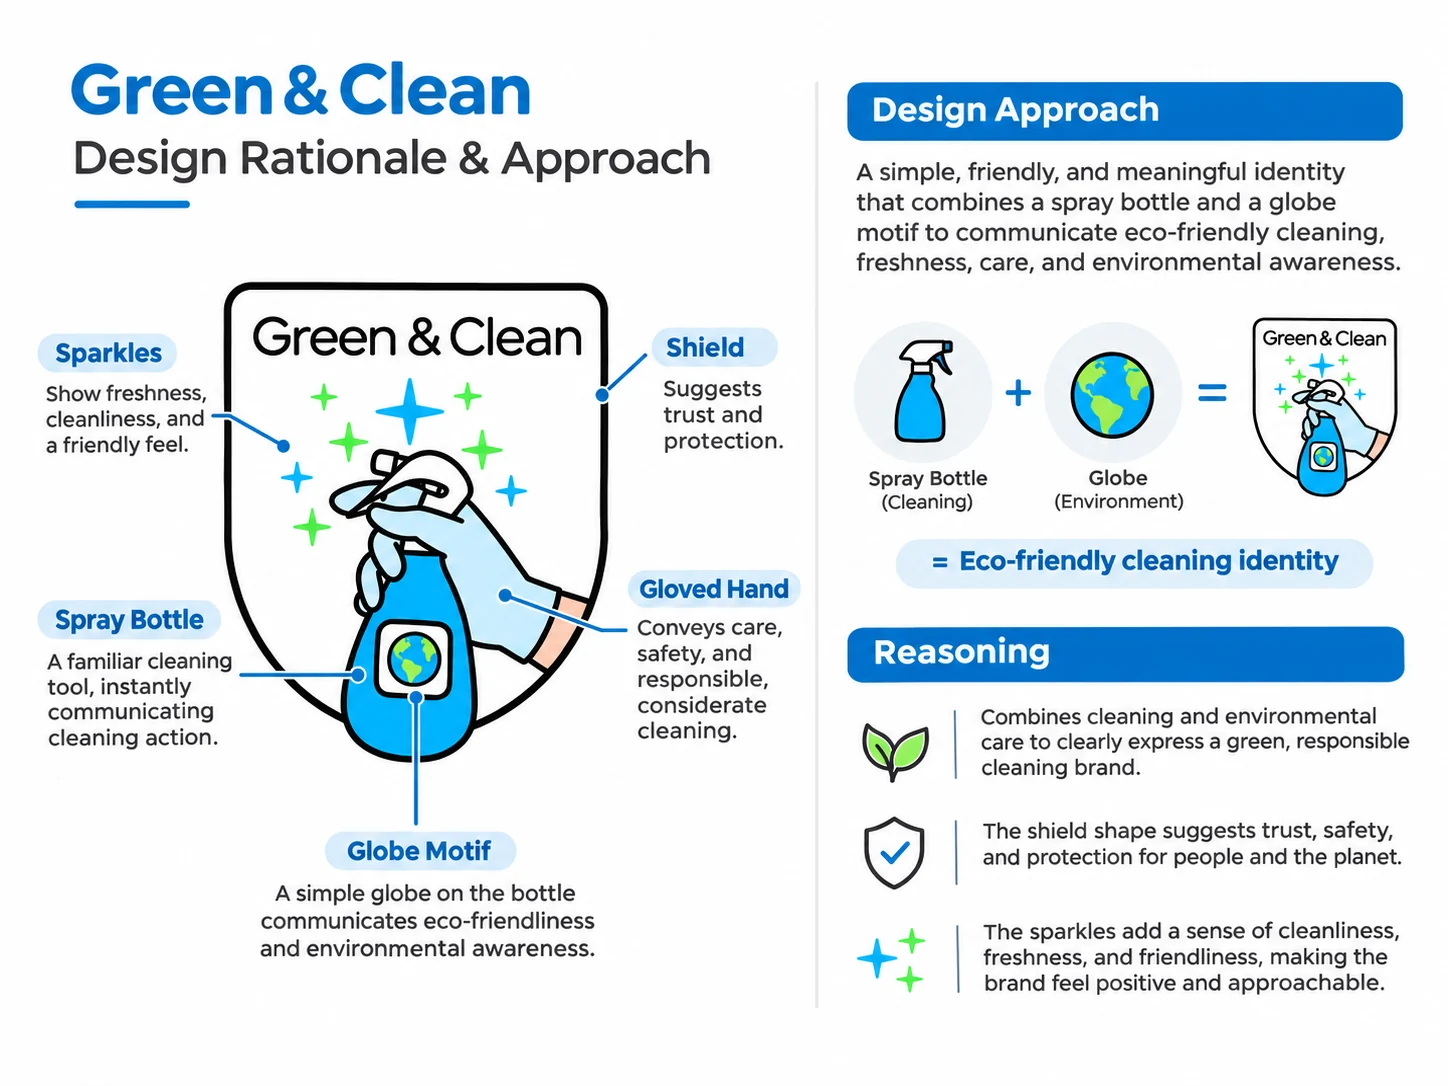 Green & Clean
Design Rationale & Approach
Green & Clean
Sparkles
Show freshness,
cleanliness, and
a friendly feel.
Shield
Suggests
trust and
protection.
Spray Bottle
A familiar cleaning
tool, instantly
communicating
cleaning action.
Gloved Hand
Conveys care,
safety, and
responsible,
considerate
cleaning.
Globe Motif
A simple globe on the bottle
communicates eco-friendliness
and environmental awareness.
Design Approach
A simple, friendly, and meaningful identity
that combines a spray bottle and a globe
motif to communicate eco-friendly cleaning,
freshness, care, and environmental awareness.
+
=
Green & Clean
Spray Bottle
(Cleaning)
Globe
(Environment)
= Eco-friendly cleaning identity
Reasoning
Combines cleaning and environmental
care to clearly express a green, responsible
cleaning brand.
The shield shape suggests trust, safety,
and protection for people and the planet.
The sparkles add a sense of cleanliness,
freshness, and friendliness, making the
brand feel positive and approachable.